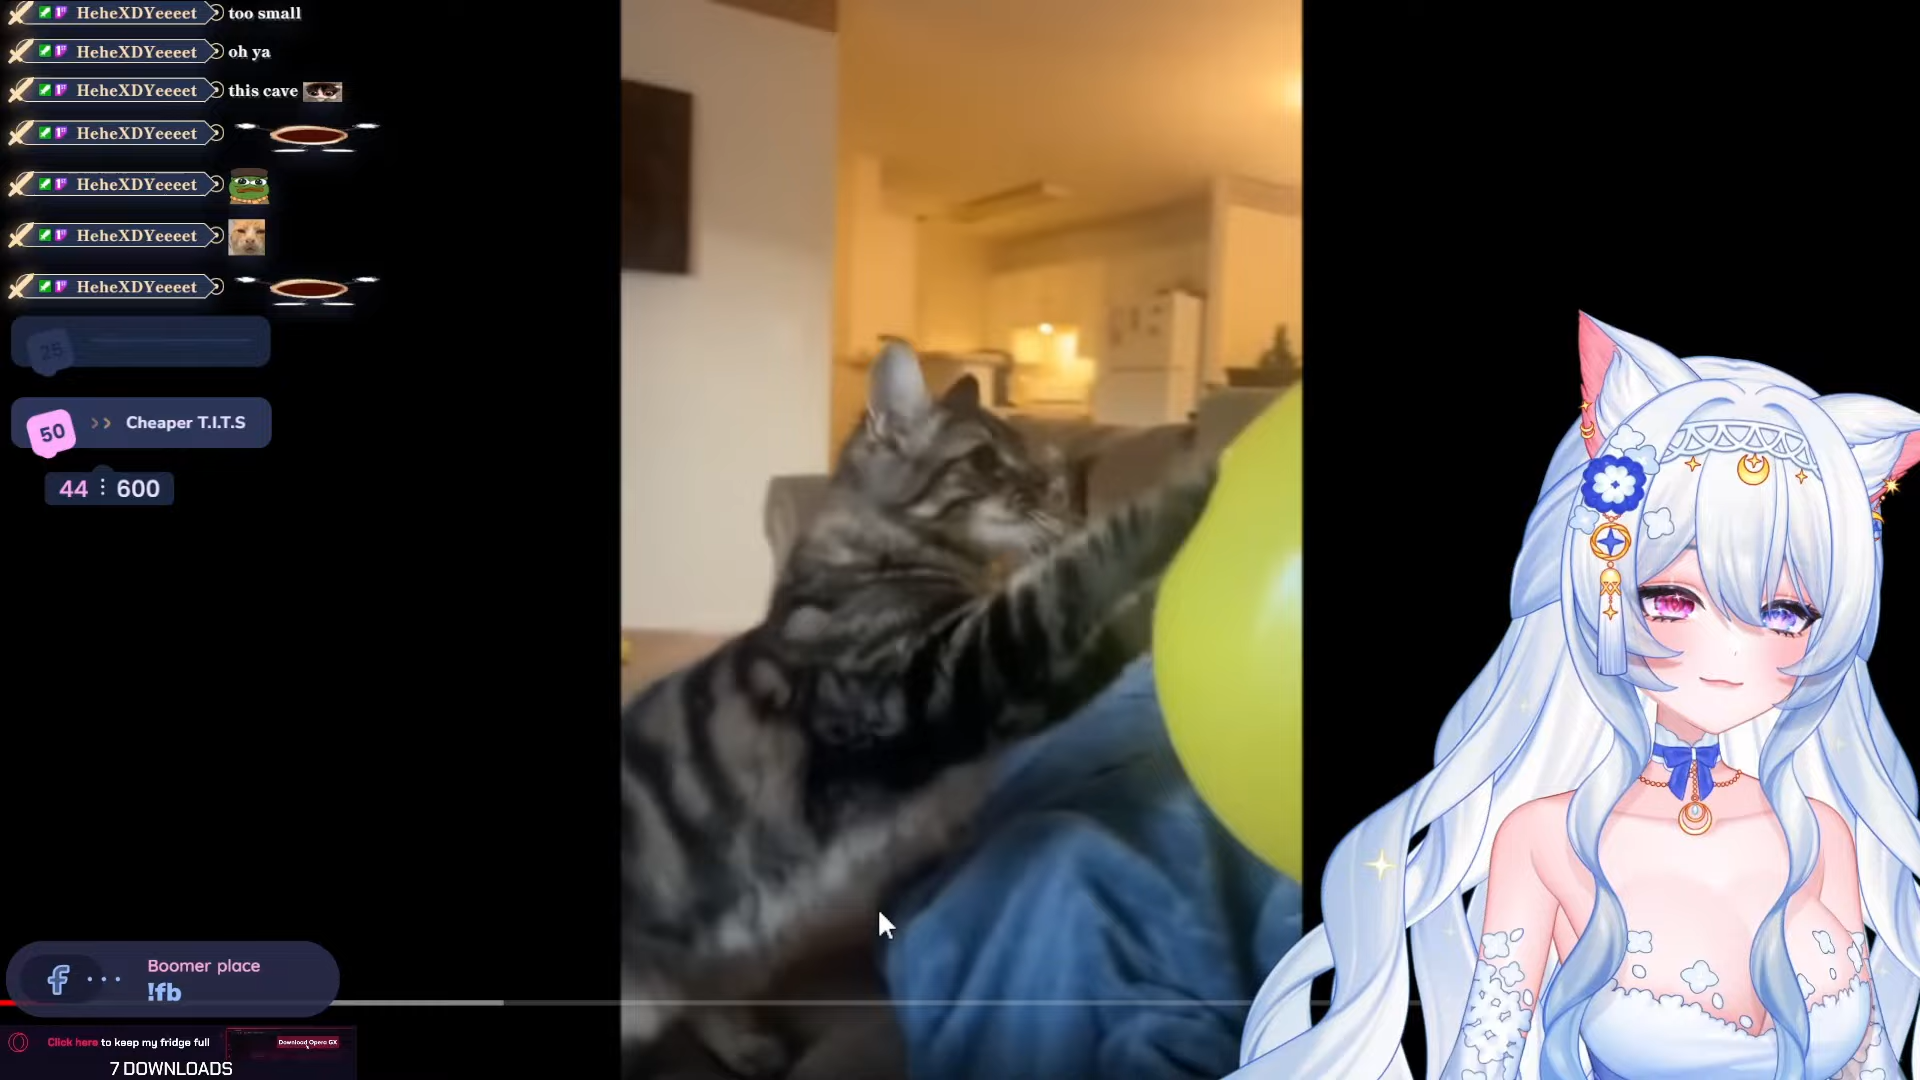 HeheXDYeeeet too small
HeheXDYeeeet oh ya
HeheXDYeeeet this cave
HeheXDYeeeet
HeheXDYeeeet
HeheXDYeeeet
HeheXDYeeeet
25
50 >> Cheaper T.I.T.S
44 : 600
Boomer place
!fb
Click here to keep my fridge full
Download Opera GX
7 DOWNLOADS